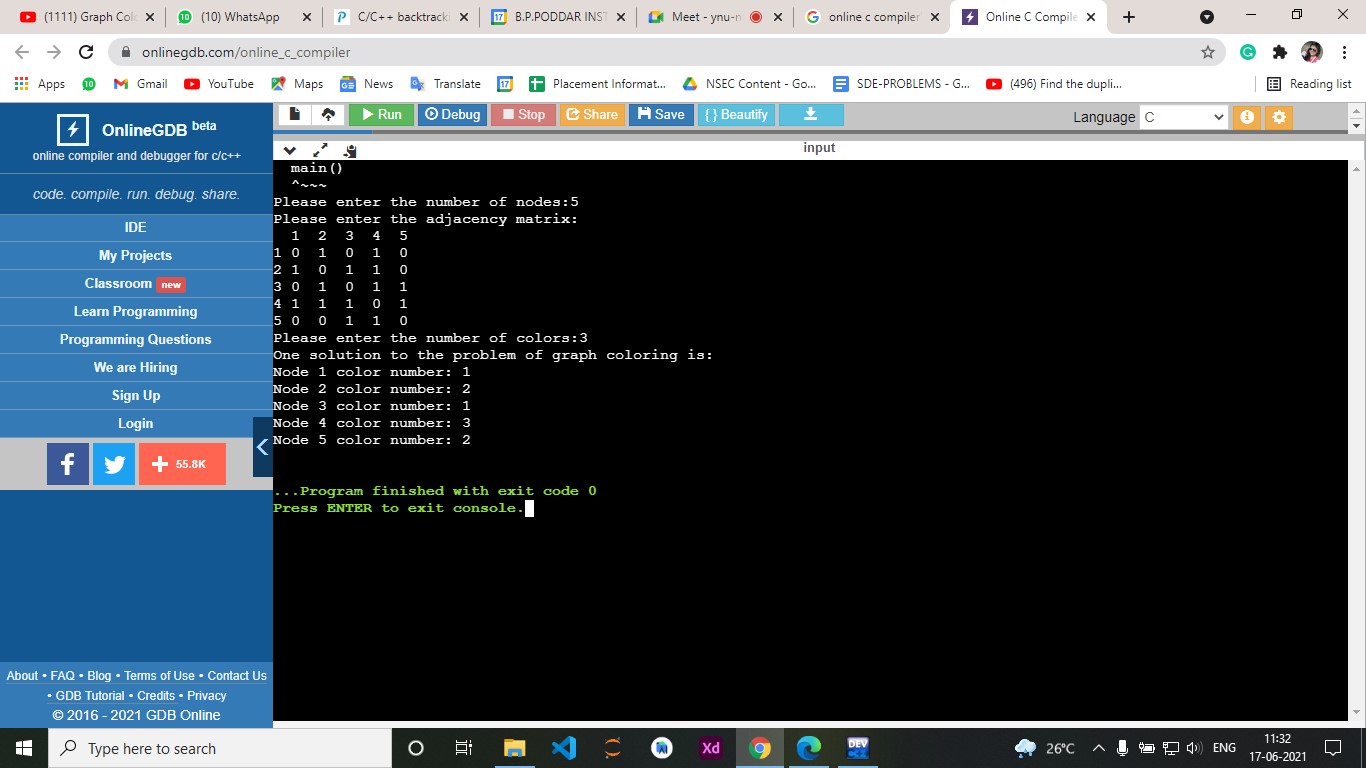 (1111) Graph Col
(10) WhatsApp
C/C++ backtracki
B.P.PODDAR INST
Meet - ynu-n
online c compiler
Online C Compile
onlinegdb.com/online_c_compiler
Apps
10
Gmail
YouTube
Maps
News
Translate
17
Placement Informat...
NSEC Content - Go...
SDE-PROBLEMS - G...
(496) Find the dupli...
Reading list
OnlineGDB beta
online compiler and debugger for c/c++
code. compile. run. debug. share.
IDE
My Projects
Classroom new
Learn Programming
Programming Questions
We are Hiring
Sign Up
Login
55.8K
About • FAQ • Blog • Terms of Use • Contact Us
• GDB Tutorial • Credits • Privacy
© 2016 - 2021 GDB Online
Run
Debug
Stop
Share
Save
{ } Beautify
Language C
input
main()
^~~~
Please enter the number of nodes:5
Please enter the adjacency matrix:
1 2 3 4 5
1 0 1 0 1 0
2 1 0 1 1 0
3 0 1 0 1 1
4 1 1 1 0 1
5 0 0 1 1 0
Please enter the number of colors:3
One solution to the problem of graph coloring is:
Node 1 color number: 1
Node 2 color number: 2
Node 3 color number: 1
Node 4 color number: 3
Node 5 color number: 2
...Program finished with exit code 0
Press ENTER to exit console.
Type here to search
Xd
DEV
26°C
ENG
11:32
17-06-2021